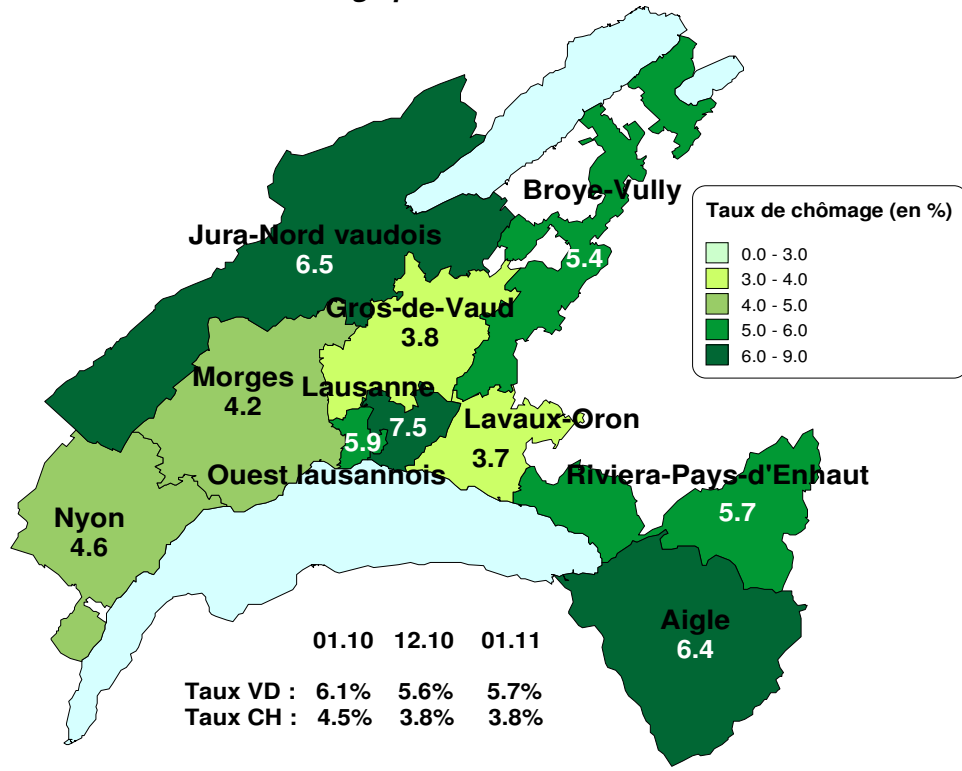 Broye-Vully
5.4
Jura-Nord vaudois
6.5
Gros-de-Vaud
3.8
Morges
4.2
Lausanne
7.5
5.9
Ouest lausannois
Lavaux-Oron
3.7
Riviera-Pays-d'Enhaut
5.7
Nyon
4.6
Aigle
6.4
Taux de chômage (en %)
0.0 - 3.0
3.0 - 4.0
4.0 - 5.0
5.0 - 6.0
6.0 - 9.0
01.10 12.10 01.11
Taux VD : 6.1% 5.6% 5.7%
Taux CH : 4.5% 3.8% 3.8%